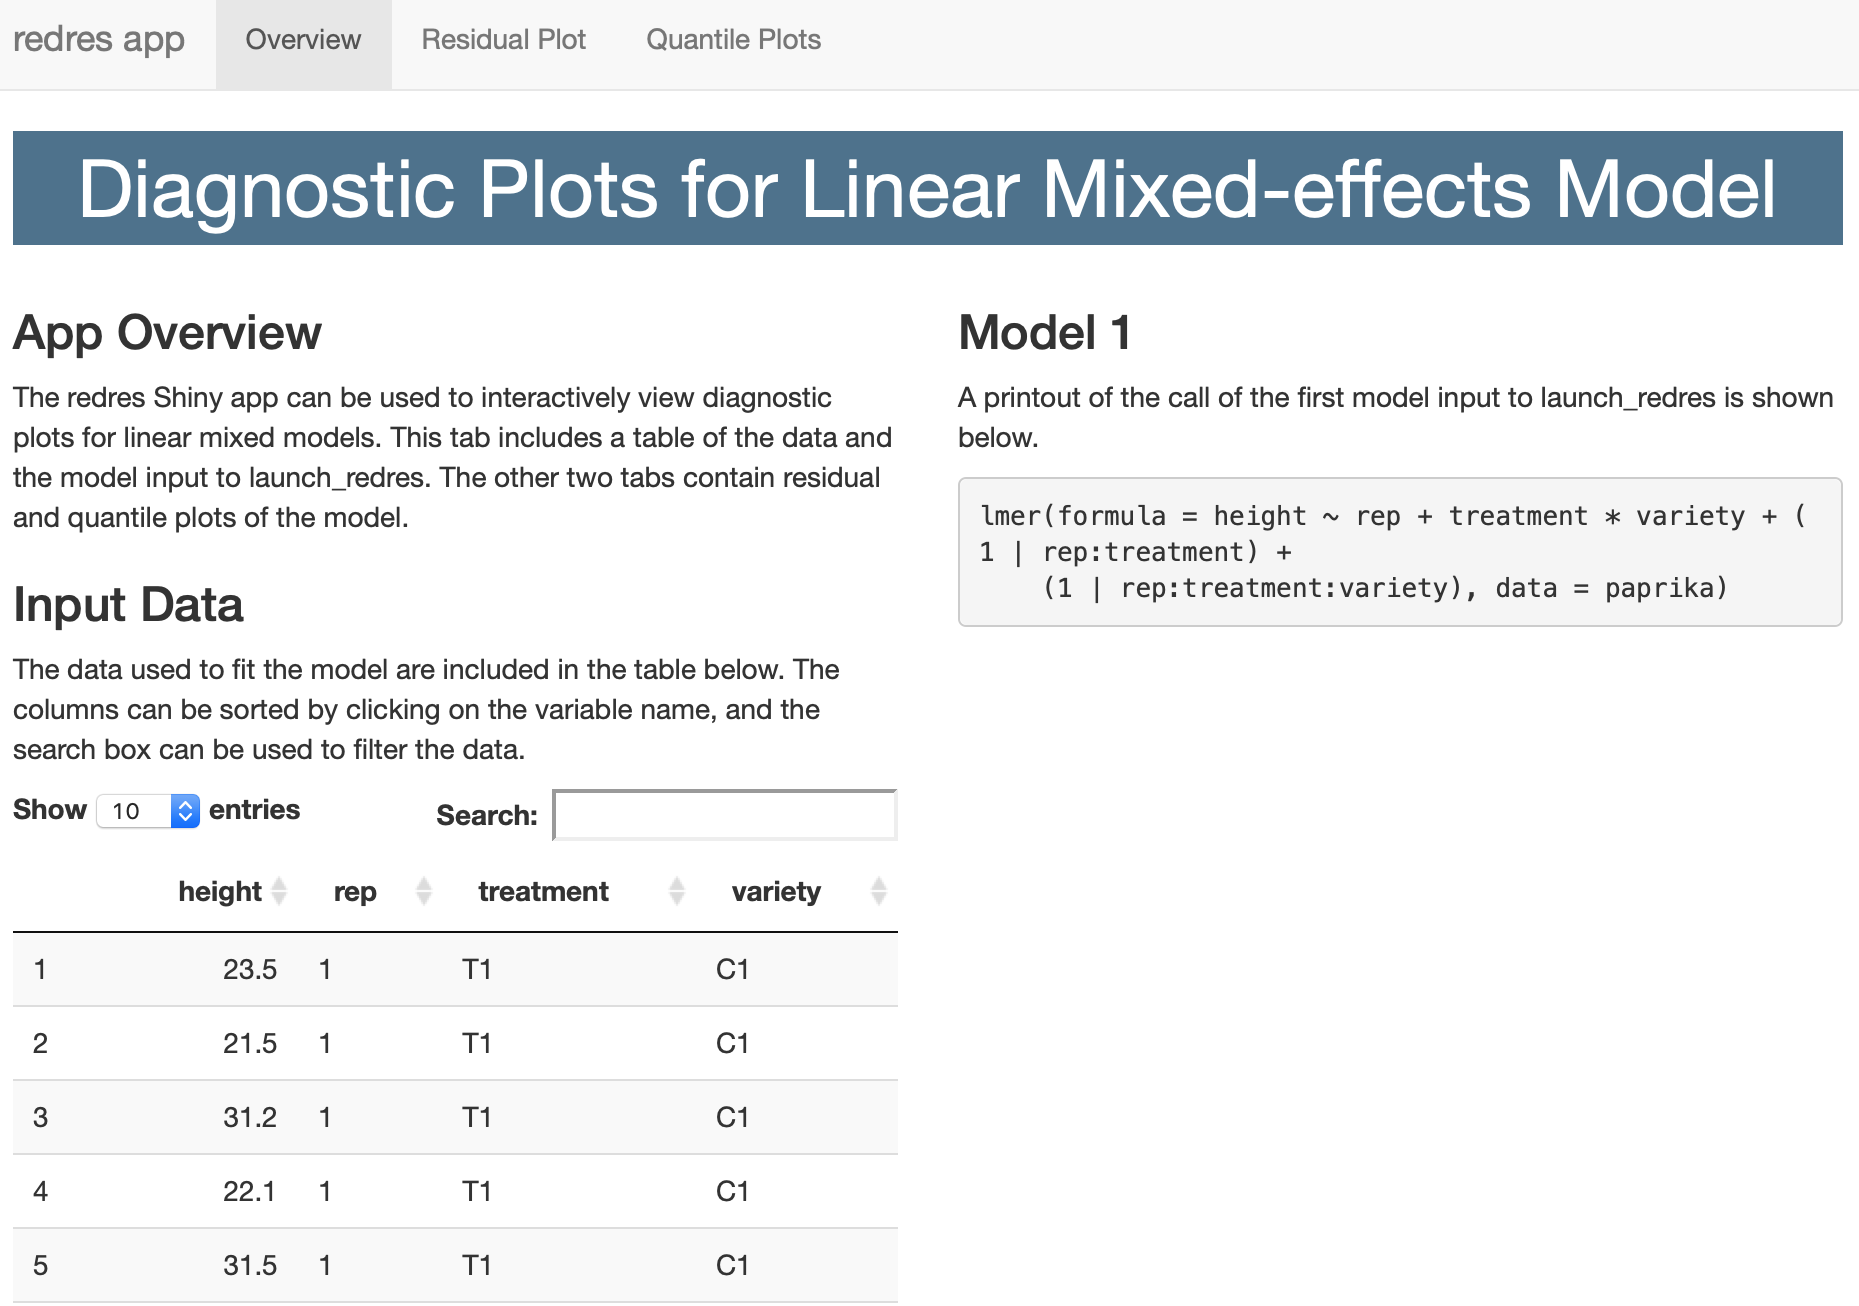 redres app Overview Residual Plot Quantile Plots
Diagnostic Plots for Linear Mixed-effects Model
App Overview
The redres Shiny app can be used to interactively view diagnostic
plots for linear mixed models. This tab includes a table of the data and
the model input to launch_redres. The other two tabs contain residual
and quantile plots of the model.
Input Data
The data used to fit the model are included in the table below. The
columns can be sorted by clicking on the variable name, and the
search box can be used to filter the data.
Show 10 entries Search:
height rep treatment variety
1 23.5 1 T1 C1
2 21.5 1 T1 C1
3 31.2 1 T1 C1
4 22.1 1 T1 C1
5 31.5 1 T1 C1
Model 1
A printout of the call of the first model input to launch_redres is shown
below.
lmer(formula = height ~ rep + treatment * variety + (
1 | rep:treatment) +
    (1 | rep:treatment:variety), data = paprika)